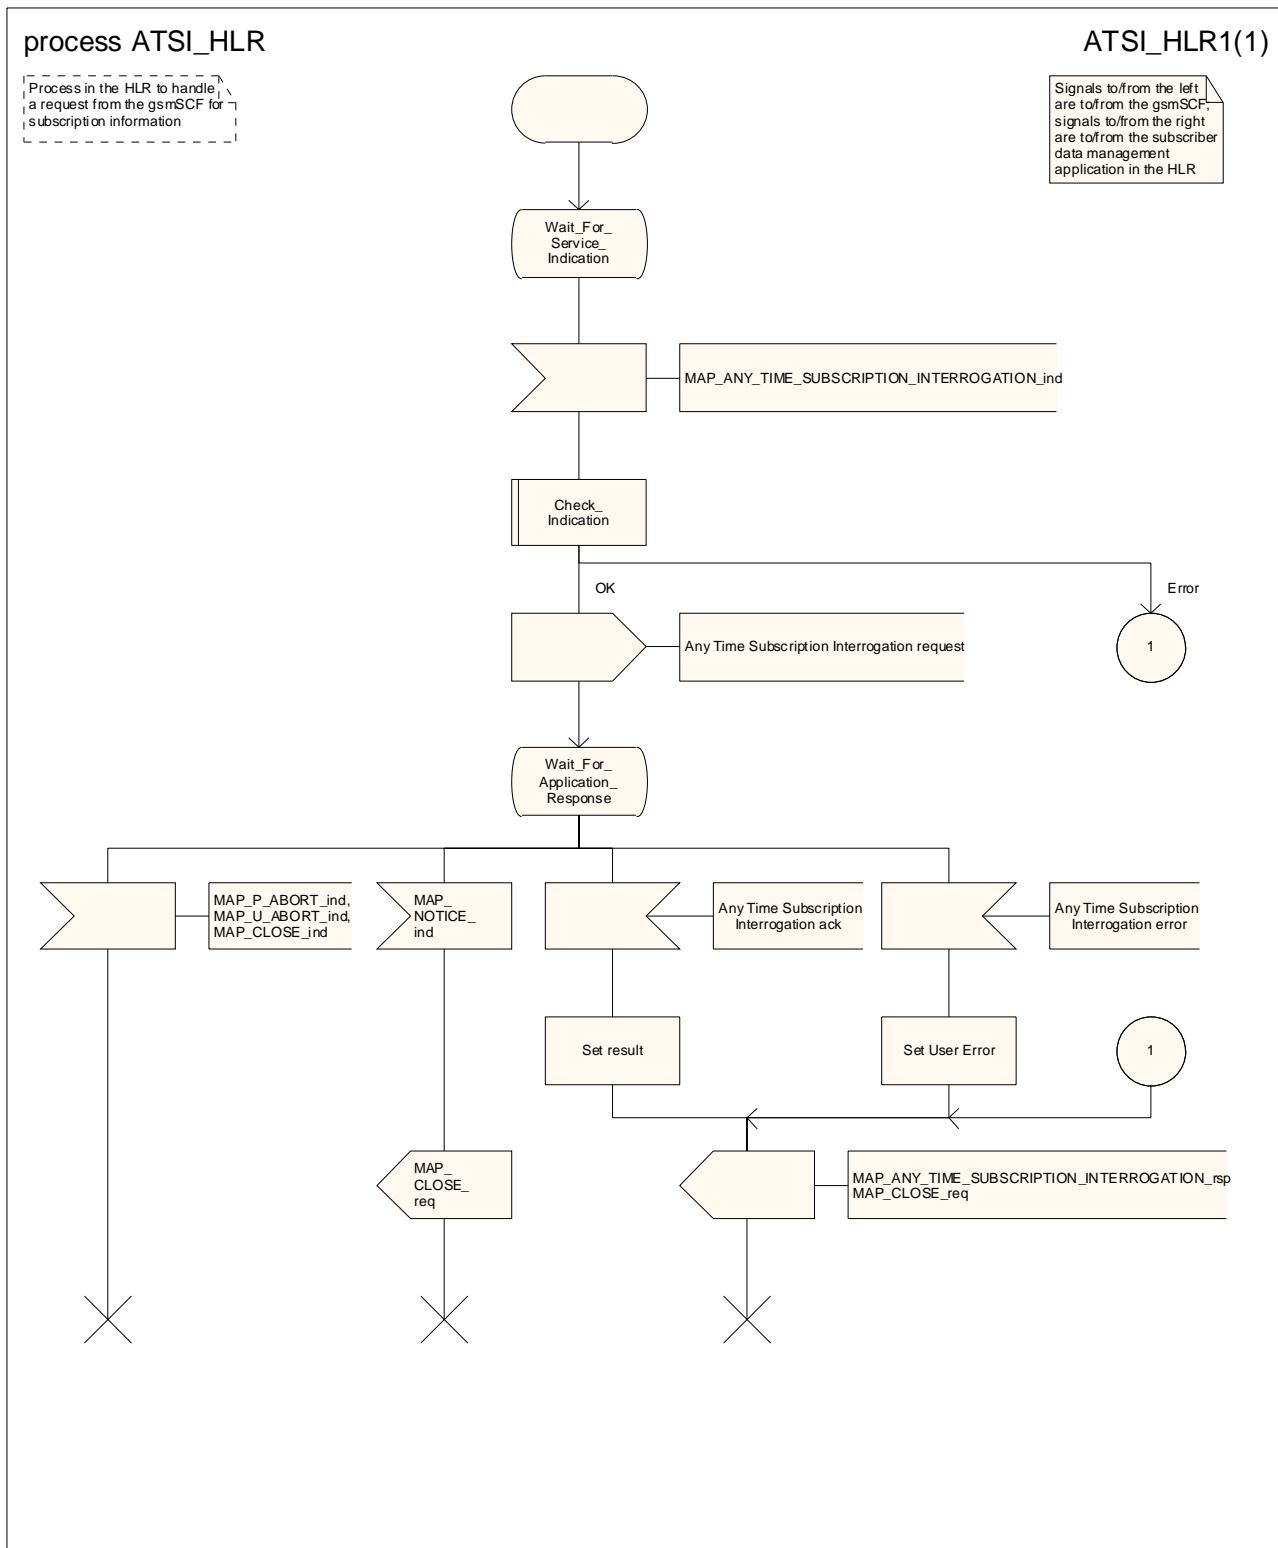 process ATSI_HLR
ATSI_HLR1(1)
Process in the HLR to handle
a request from the gsmSCF for
subscription information
Signals to/from the left
are to/from the gsmSCF;
signals to/from the right
are to/from the subscriber
data management
application in the HLR
Wait_For_
Service_
Indication
MAP_ANY_TIME_SUBSCRIPTION_INTERROGATION_ind
Check_
Indication
OK
Error
Any Time Subscription Interrogation request
1
Wait_For_
Application_
Response
MAP_P_ABORT_ind,
MAP_U_ABORT_ind,
MAP_CLOSE_ind
MAP_
NOTICE_
ind
Any Time Subscription
Interrogation ack
Any Time Subscription
Interrogation error
Set result
Set User Error
1
MAP_
CLOSE_
req
MAP_ANY_TIME_SUBSCRIPTION_INTERROGATION_rsp
MAP_CLOSE_req